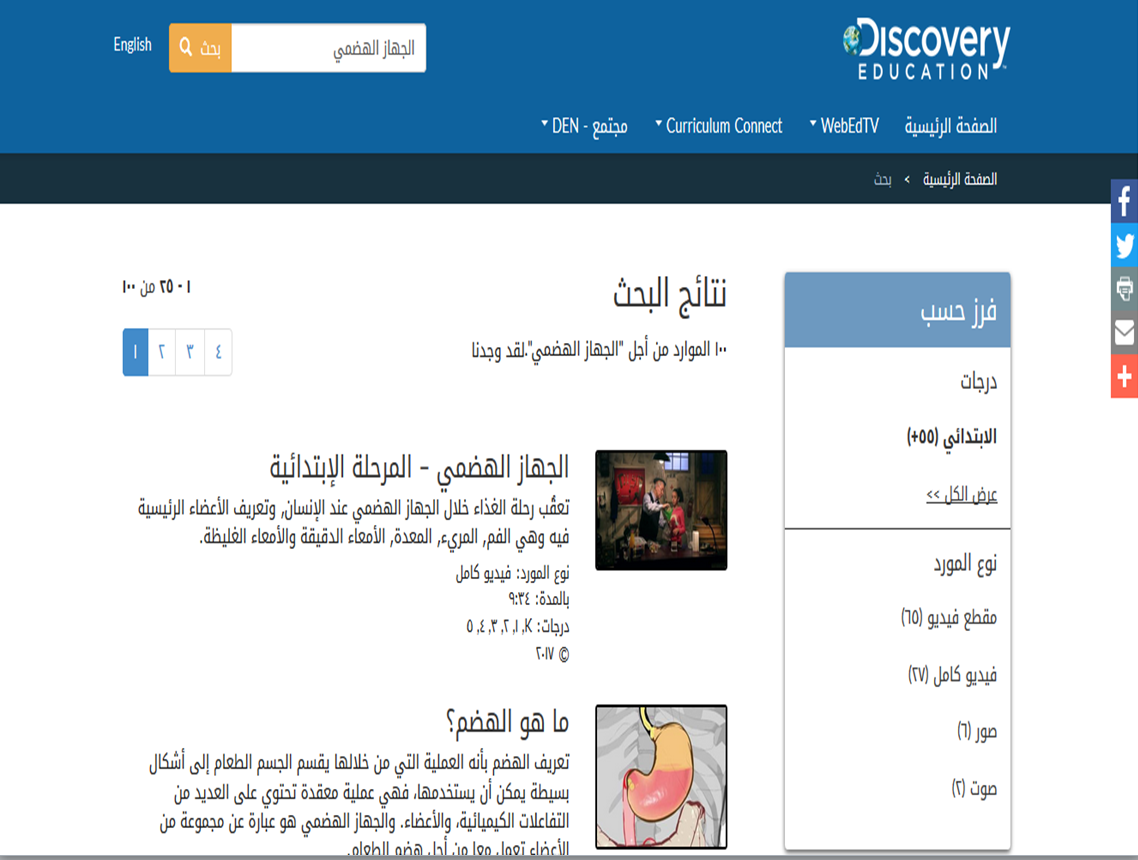 Discovery
EDUCATION
الجهاز الهضمي
بحث
English
الصفحة الرئيسية
WebEdTV
Curriculum Connect
مجتمع - DEN
الصفحة الرئيسية > بحث
فرز حسب
درجات
الابتدائي (٥٥+)
عرض الكل >>
نوع المورد
مقطع فيديو (٦٥)
فيديو كامل (٢٧)
صور (٦)
صوت (٢)
نتائج البحث
١٠٠ الموارد من أجل "الجهاز الهضمي".لقد وجدنا
١ - ٢٥ من ١٠٠
١ ٢ ٣ ٤
الجهاز الهضمي - المرحلة الإبتدائية
تعقُب رحلة الغذاء خلال الجهاز الهضمي عند الإنسان, وتعريف الأعضاء الرئيسية
فيه وهي الفم, المريء, المعدة, الأمعاء الدقيقة والأمعاء الغليظة.
نوع المورد: فيديو كامل
بالمدة: ٩:٣٤
درجات: K, ١, ٢, ٣, ٤, ٥
© ٢٠١٧
ما هو الهضم؟
تعريف الهضم بأنه العملية التي من خلالها يقسم الجسم الطعام إلى أشكال
بسيطة يمكن أن يستخدمها، فهي عملية معقدة تحتوي على العديد من
التفاعلات الكيميائية، والأعضاء. والجهاز الهضمي هو عبارة عن مجموعة من
الأعضاء تعمل معا من أجل هضم الطعام.